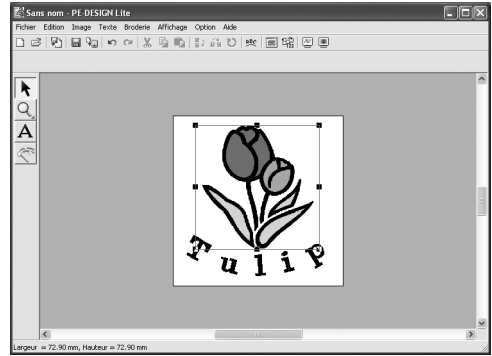 Sans nom - PE-DESIGN Lite
Fichier Edition Image Texte Broderie Affichage Option Aide
abc
A
Tulip
Largeur = 72.90 mm, Hauteur = 72.90 mm